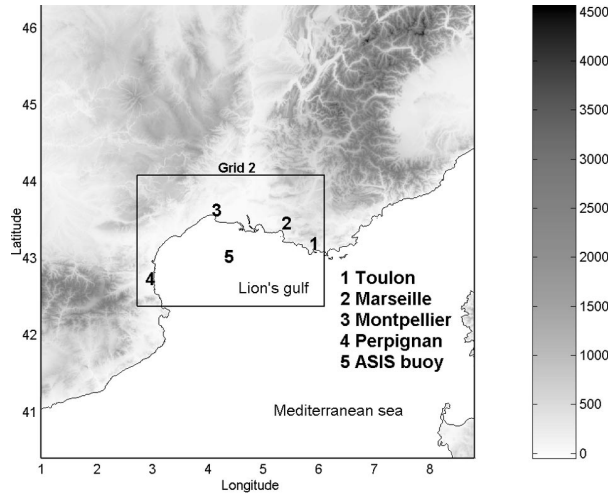 46
45
44
43
42
41
Latitude
Grid 2
3
2
1
5
4
Lion's gulf
1 Toulon
2 Marseille
3 Montpellier
4 Perpignan
5 ASIS buoy
Mediterranean sea
1 2 3 4 5 6 7 8
Longitude
4500
4000
3500
3000
2500
2000
1500
1000
500
0